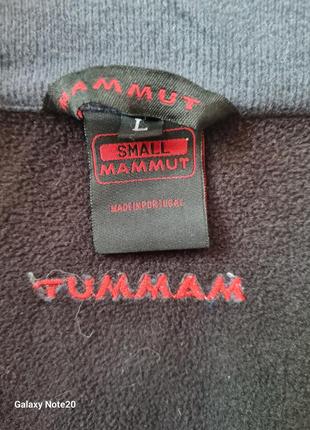 MAMMUT
L
SMALL
MAMMUT
MADE IN PORTUGAL
TUMMAM
Galaxy Note20